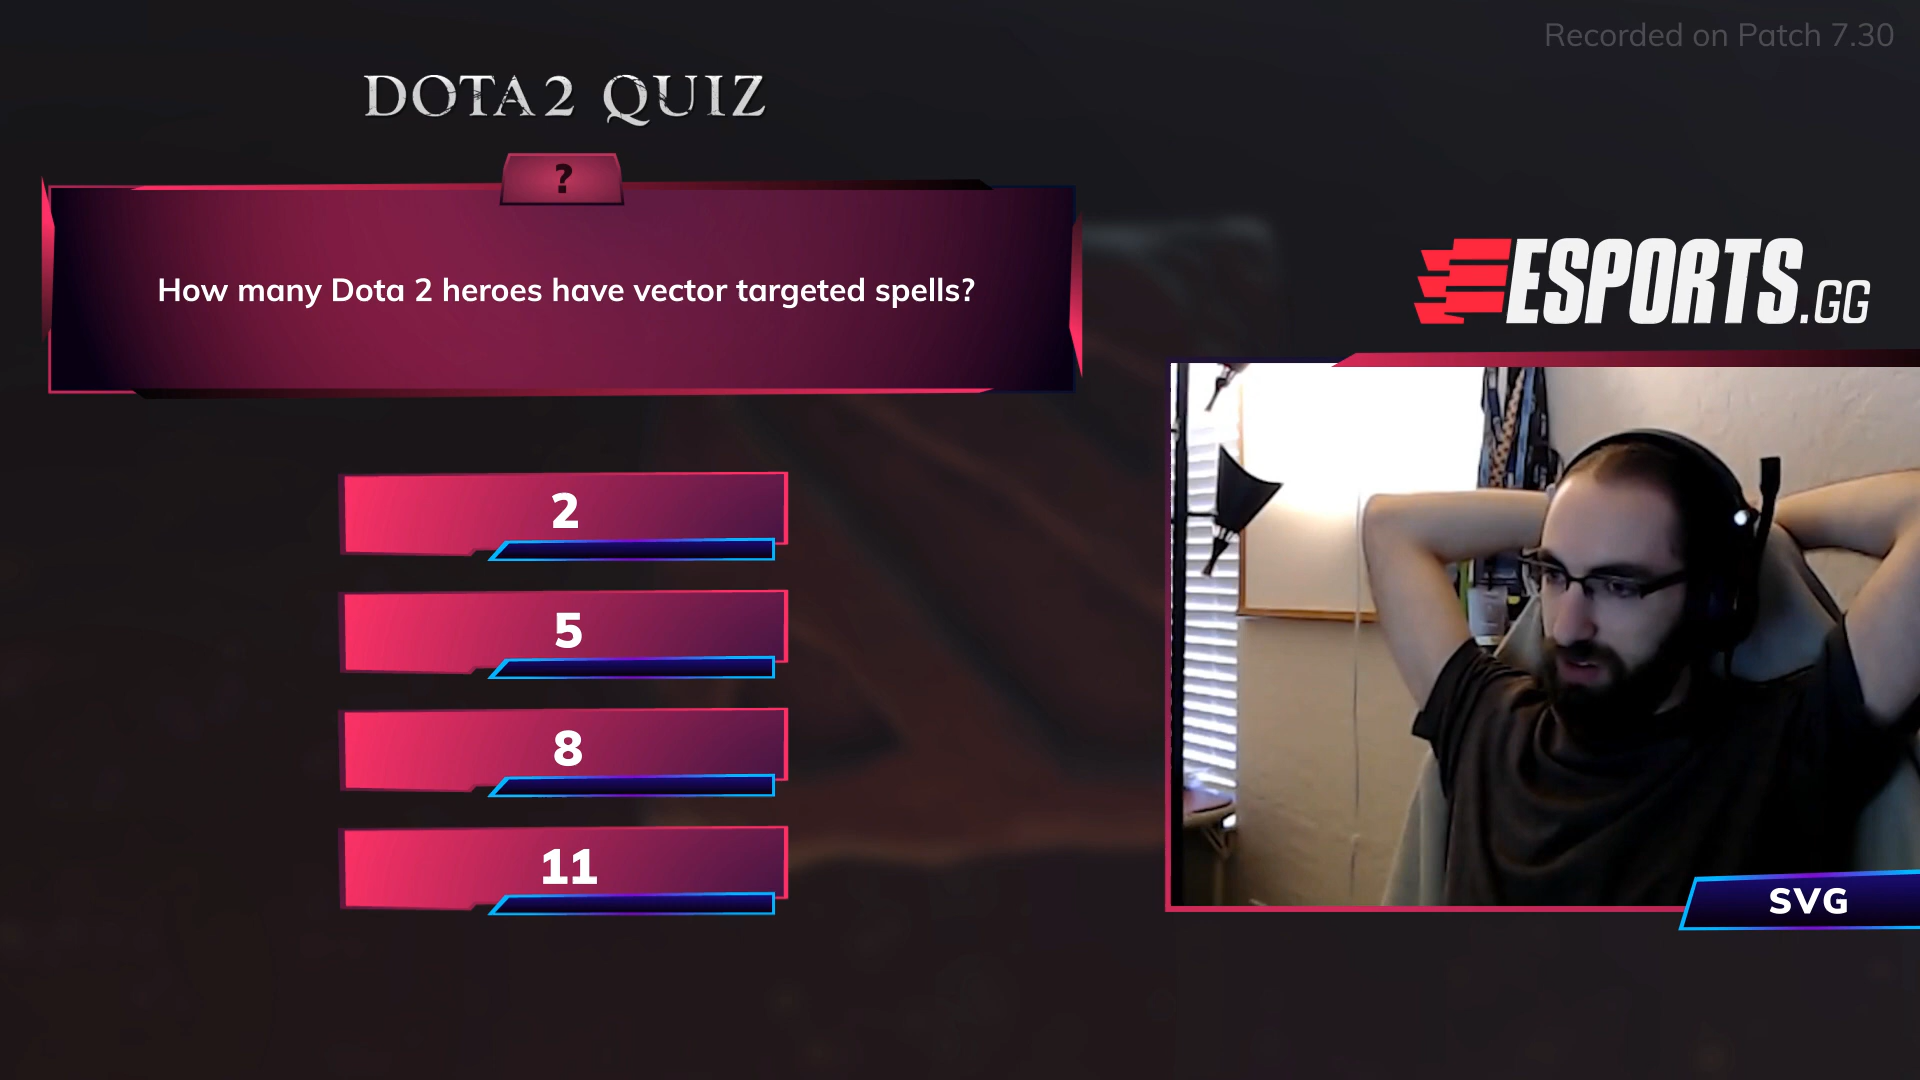 Recorded on Patch 7.30
DOTA2 QUIZ
?
How many Dota 2 heroes have vector targeted spells?
ESPORTS.GG
2
5
8
11
SVG